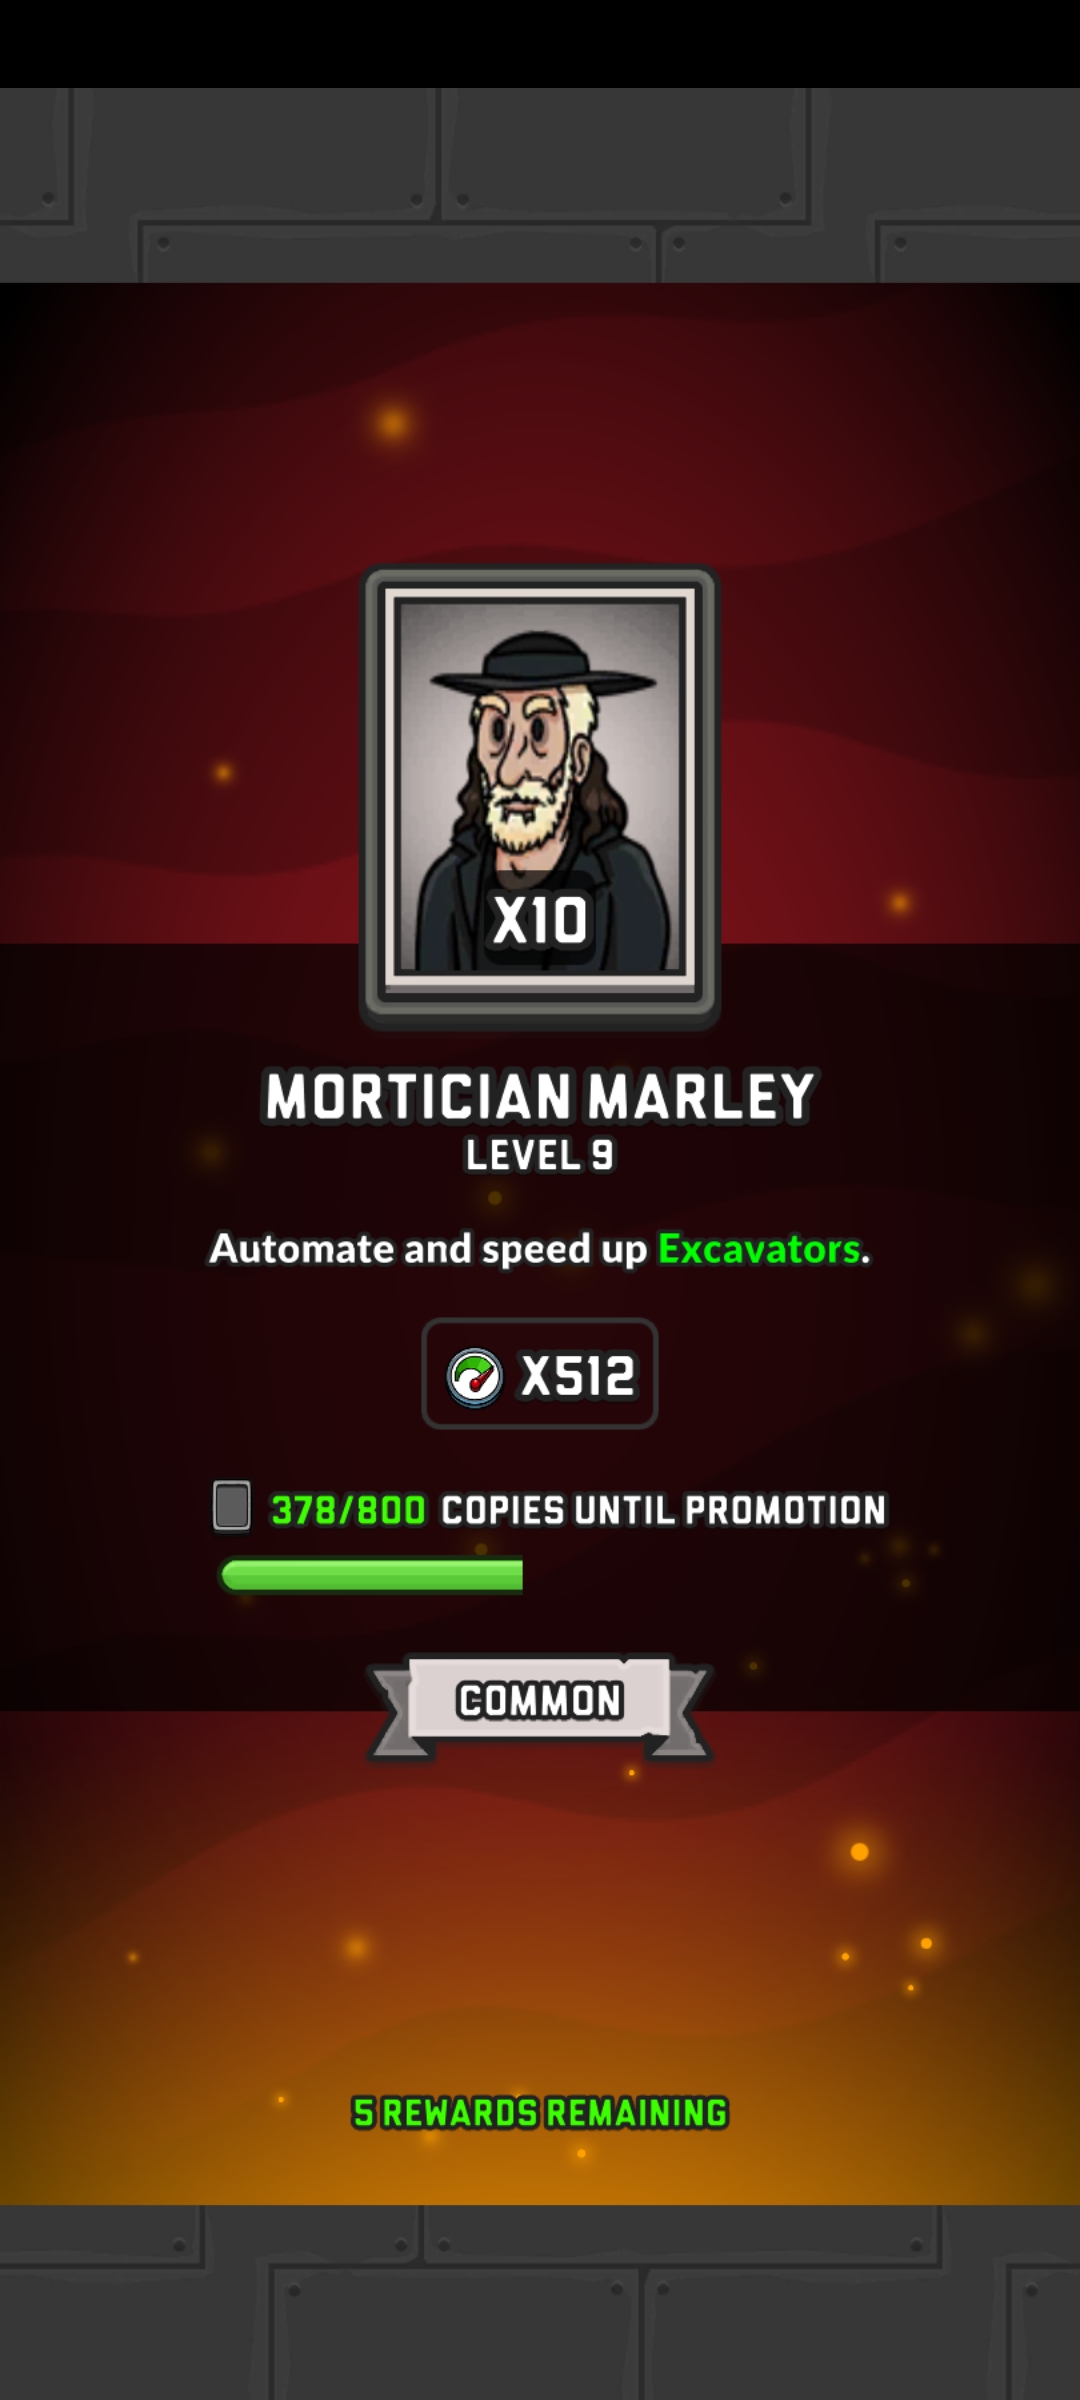 X10
MORTICIAN MARLEY
LEVEL 9
Automate and speed up Excavators.
X512
378/800 COPIES UNTIL PROMOTION
COMMON
5 REWARDS REMAINING